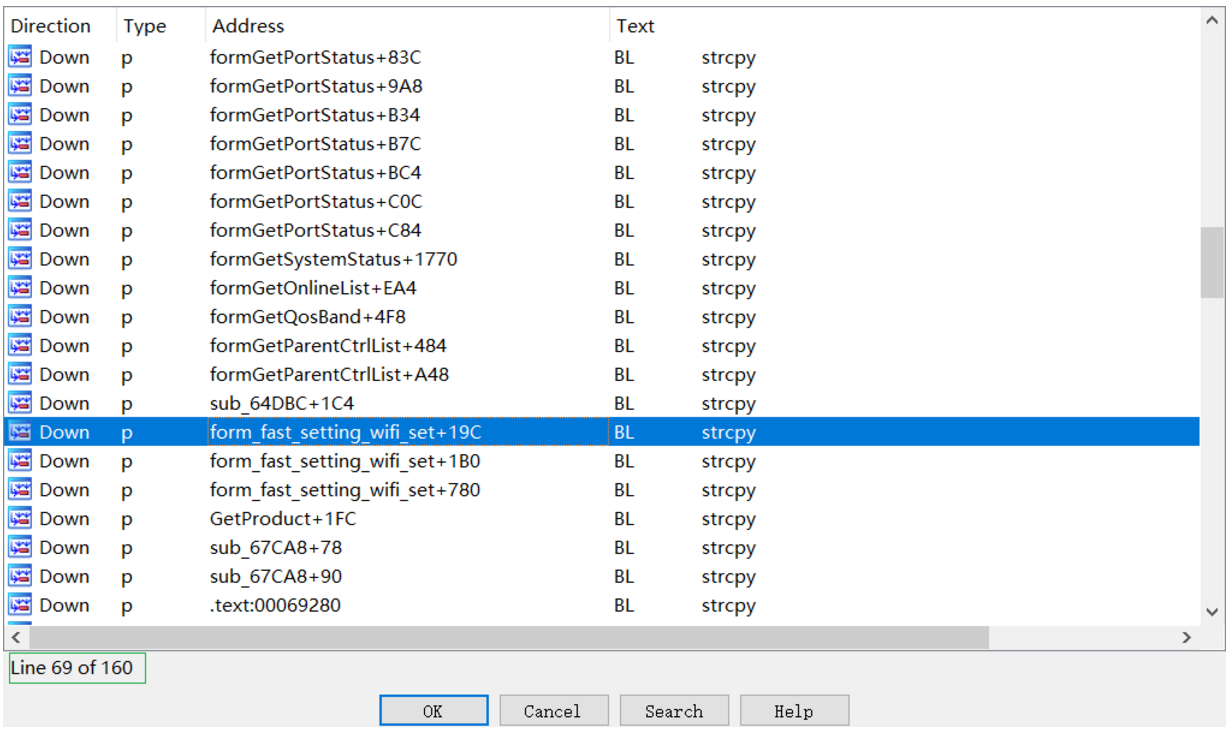 Direction Type Address Text
Down p formGetPortStatus+83C BL strcpy
Down p formGetPortStatus+9A8 BL strcpy
Down p formGetPortStatus+B34 BL strcpy
Down p formGetPortStatus+B7C BL strcpy
Down p formGetPortStatus+BC4 BL strcpy
Down p formGetPortStatus+C0C BL strcpy
Down p formGetPortStatus+C84 BL strcpy
Down p formGetSystemStatus+1770 BL strcpy
Down p formGetOnlineList+EA4 BL strcpy
Down p formGetQosBand+4F8 BL strcpy
Down p formGetParentCtrlList+484 BL strcpy
Down p formGetParentCtrlList+A48 BL strcpy
Down p sub_64DBC+1C4 BL strcpy
Down p form_fast_setting_wifi_set+19C BL strcpy
Down p form_fast_setting_wifi_set+1B0 BL strcpy
Down p form_fast_setting_wifi_set+780 BL strcpy
Down p GetProduct+1FC BL strcpy
Down p sub_67CA8+78 BL strcpy
Down p sub_67CA8+90 BL strcpy
Down p .text:00069280 BL strcpy
Line 69 of 160
OK Cancel Search Help